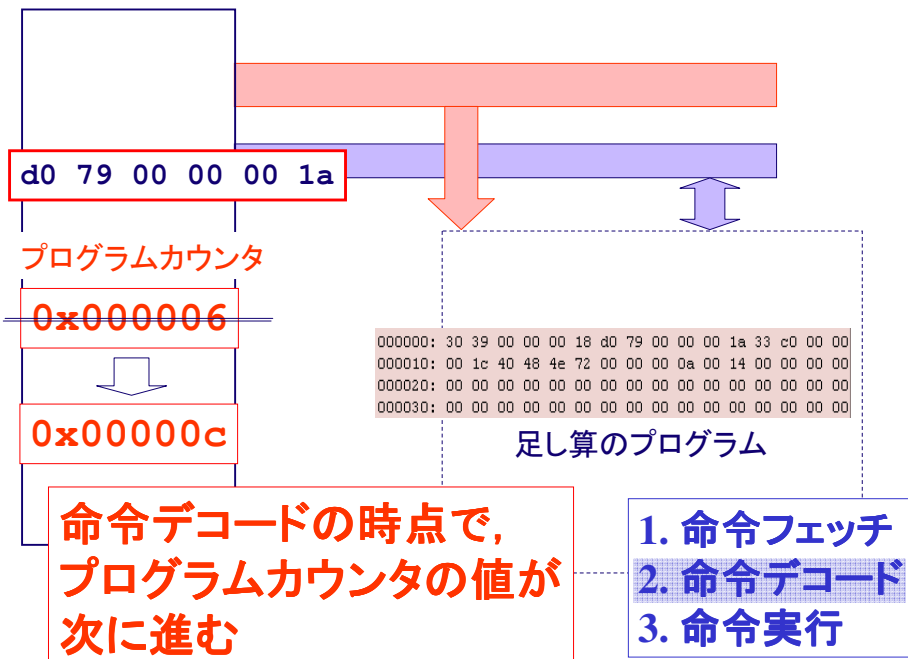 d0 79 00 00 00 1a
プログラムカウンタ
0x000006
0x00000c
000000: 30 39 00 00 00 18 d0 79 00 00 00 1a 33 c0 00 00
000010: 00 1c 40 48 4e 72 00 00 00 0a 00 14 00 00 00 00
000020: 00 00 00 00 00 00 00 00 00 00 00 00 00 00 00 00
000030: 00 00 00 00 00 00 00 00 00 00 00 00 00 00 00 00
足し算のプログラム
命令デコードの時点で,
プログラムカウンタの値が
次に進む
1. 命令フェッチ
2. 命令デコード
3. 命令実行